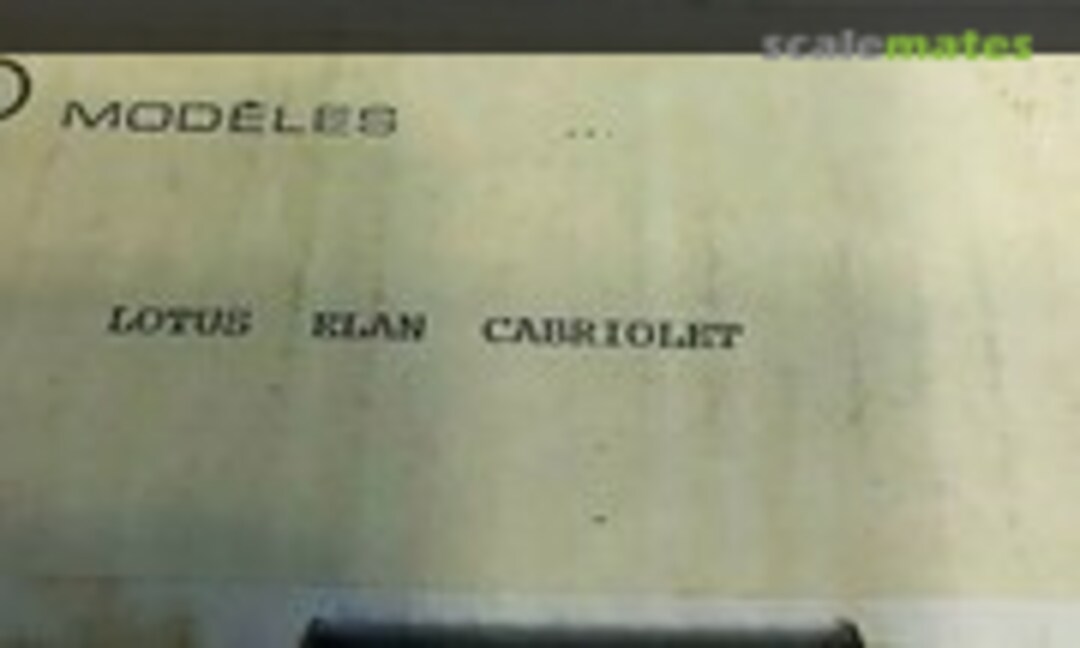 scalemates
MODÈLES
LOTUS ELAN CABRIOLET